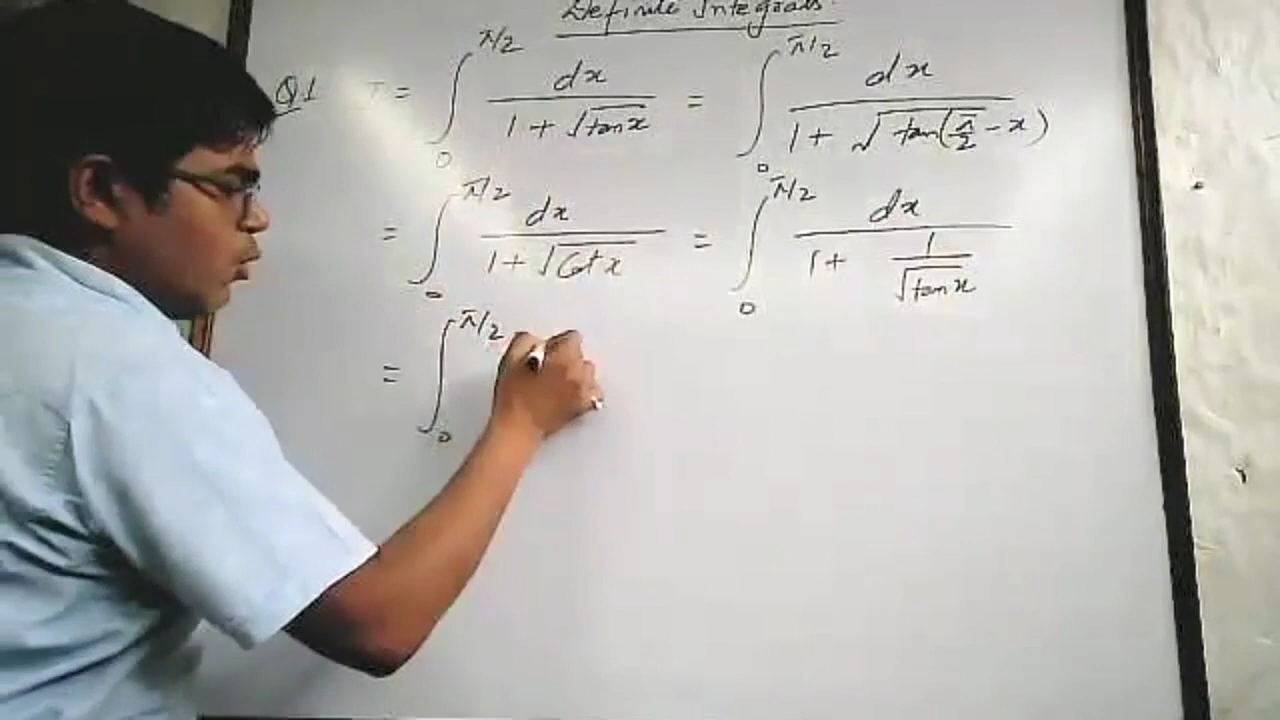 Definite Integrals.
Q1 I = ∫₀^{π/2} dx / (1 + √tan x) = ∫₀^{π/2} dx / (1 + √tan(π/2 - x))
= ∫₀^{π/2} dx / (1 + √Cot x) = ∫₀^{π/2} dx / (1 + 1/√tan x)
= ∫₀^{π/2}